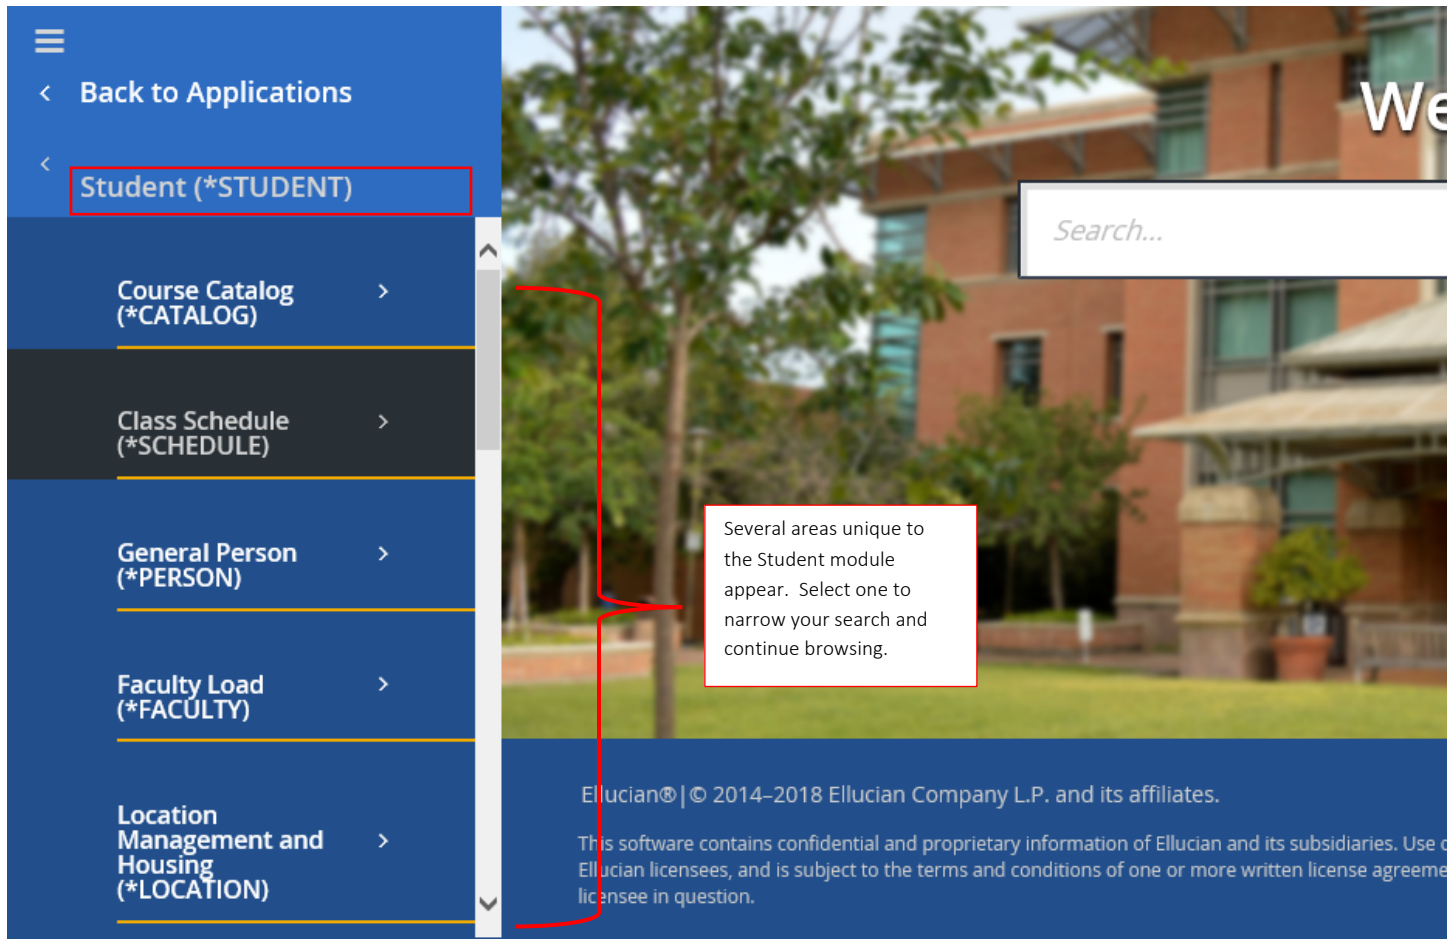 Back to Applications
Student (*STUDENT)
Course Catalog
(*CATALOG)
Class Schedule
(*SCHEDULE)
General Person
(*PERSON)
Faculty Load
(*FACULTY)
Location
Management and
Housing
(*LOCATION)
We
Search...
Several areas unique to
the Student module
appear.  Select one to
narrow your search and
continue browsing.
Ellucian®|© 2014–2018 Ellucian Company L.P. and its affiliates.
This software contains confidential and proprietary information of Ellucian and its subsidiaries. Use
Ellucian licensees, and is subject to the terms and conditions of one or more written license agreeme
licensee in question.